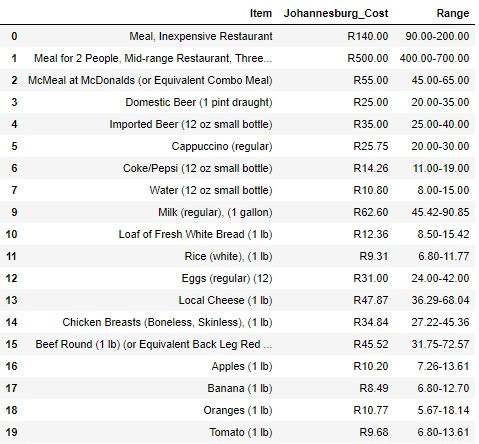 Item Johannesburg_Cost Range
0 Meal, Inexpensive Restaurant R140.00 90.00-200.00
1 Meal for 2 People, Mid-range Restaurant, Three... R500.00 400.00-700.00
2 McMeal at McDonalds (or Equivalent Combo Meal) R55.00 45.00-65.00
3 Domestic Beer (1 pint draught) R25.00 20.00-35.00
4 Imported Beer (12 oz small bottle) R35.00 25.00-40.00
5 Cappuccino (regular) R25.75 20.00-30.00
6 Coke/Pepsi (12 oz small bottle) R14.26 11.00-19.00
7 Water (12 oz small bottle) R10.80 8.00-15.00
9 Milk (regular), (1 gallon) R62.60 45.42-90.85
10 Loaf of Fresh White Bread (1 lb) R12.36 8.50-15.42
11 Rice (white), (1 lb) R9.31 6.80-11.77
12 Eggs (regular) (12) R31.00 24.00-42.00
13 Local Cheese (1 lb) R47.87 36.29-68.04
14 Chicken Breasts (Boneless, Skinless), (1 lb) R34.84 27.22-45.36
15 Beef Round (1 lb) (or Equivalent Back Leg Red ... R45.52 31.75-72.57
16 Apples (1 lb) R10.20 7.26-13.61
17 Banana (1 lb) R8.49 6.80-12.70
18 Oranges (1 lb) R10.77 5.67-18.14
19 Tomato (1 lb) R9.68 6.80-13.61